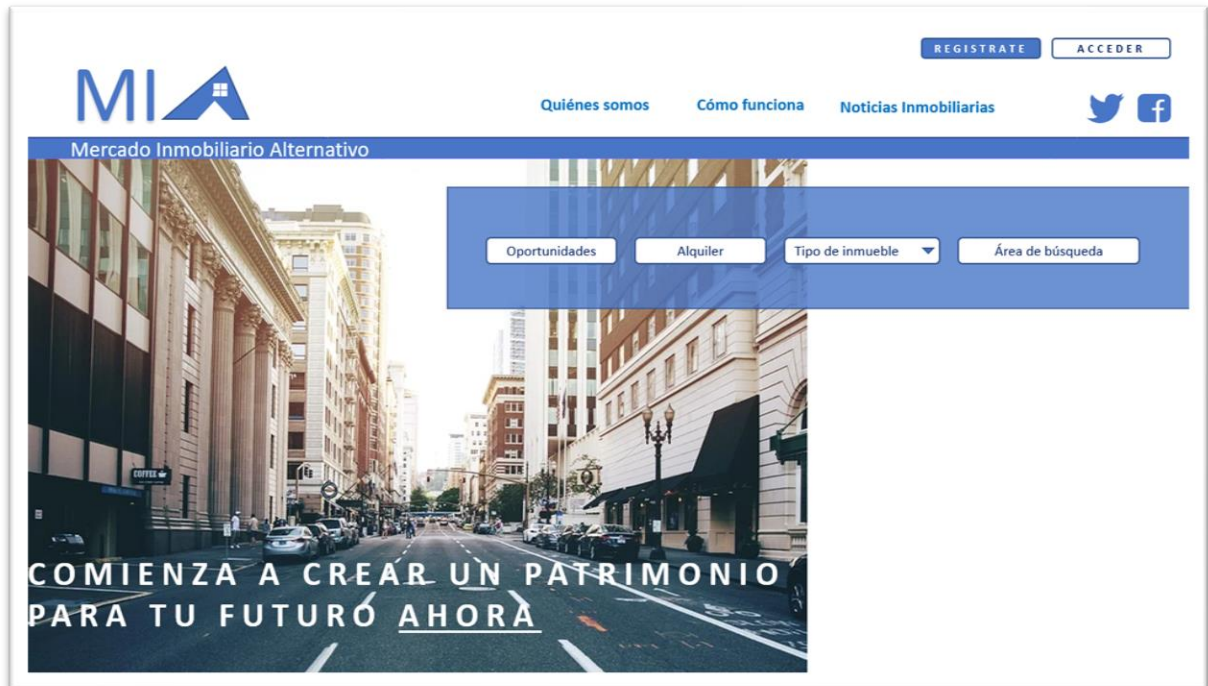 REGISTRATE
ACCEDER
MIA
Quiénes somos
Cómo funciona
Noticias Inmobiliarias
Mercado Inmobiliario Alternativo
Oportunidades
Alquiler
Tipo de inmueble
Área de búsqueda
COFFEE
COMIENZA A CREAR UN PATRIMONIO
PARA TU FUTURO AHORA